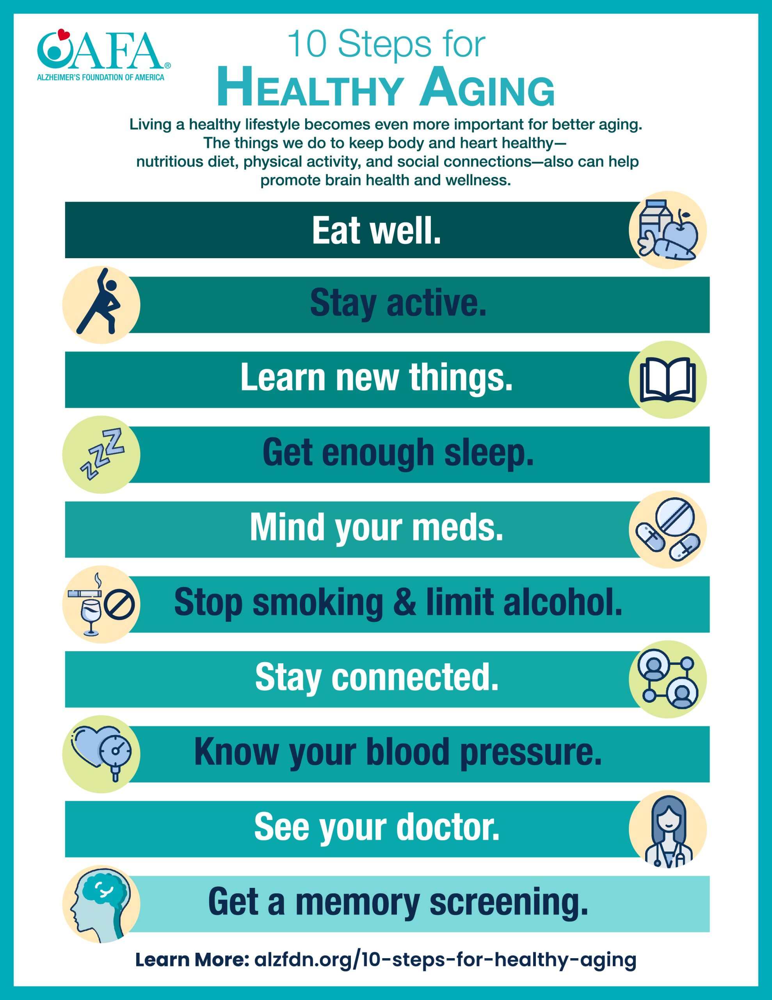 AFA®
ALZHEIMER'S FOUNDATION OF AMERICA
10 Steps for
HEALTHY AGING
Living a healthy lifestyle becomes even more important for better aging.
The things we do to keep body and heart healthy—
nutritious diet, physical activity, and social connections—also can help
promote brain health and wellness.
Eat well.
Stay active.
Learn new things.
zzZ
Get enough sleep.
Mind your meds.
Stop smoking & limit alcohol.
Stay connected.
Know your blood pressure.
See your doctor.
Get a memory screening.
Learn More: alzfdn.org/10-steps-for-healthy-aging